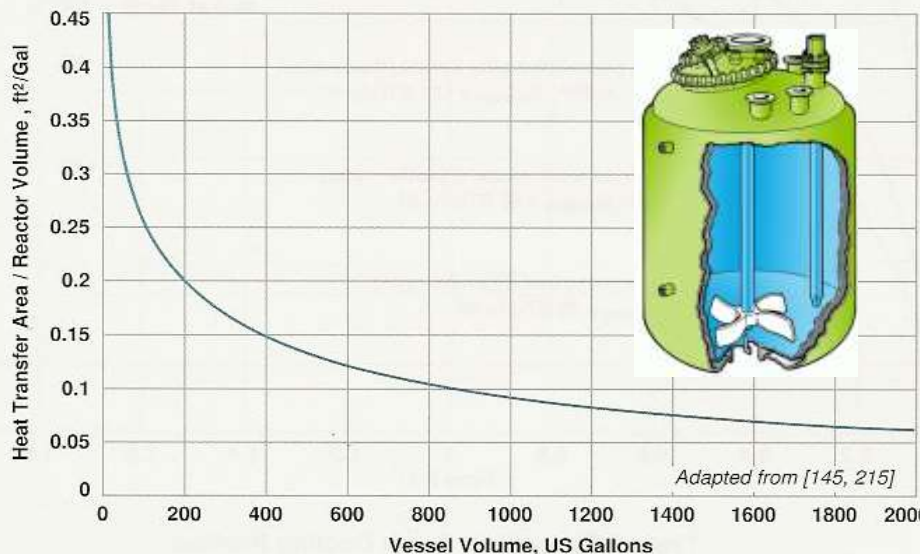 0.45
0.4
0.35
0.3
0.25
0.2
0.15
0.1
0.05
0
Heat Transfer Area / Reactor Volume , ft²/Gal
Adapted from [145, 215]
0 200 400 600 800 1000 1200 1400 1600 1800 200
Vessel Volume, US Gallons